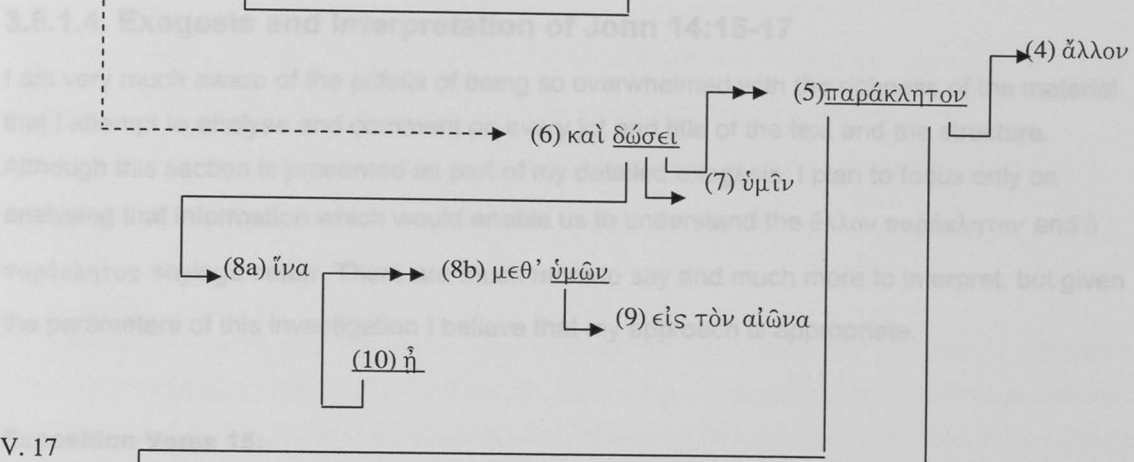 (4) ἄλλον
(5)παράκλητον
(6) καὶ δώσει
(7) ὑμῖν
(8a) ἵνα (8b) μεθ’ ὑμῶν
(9) εἰς τὸν αἰῶνα
(10) ᾖ
V. 17